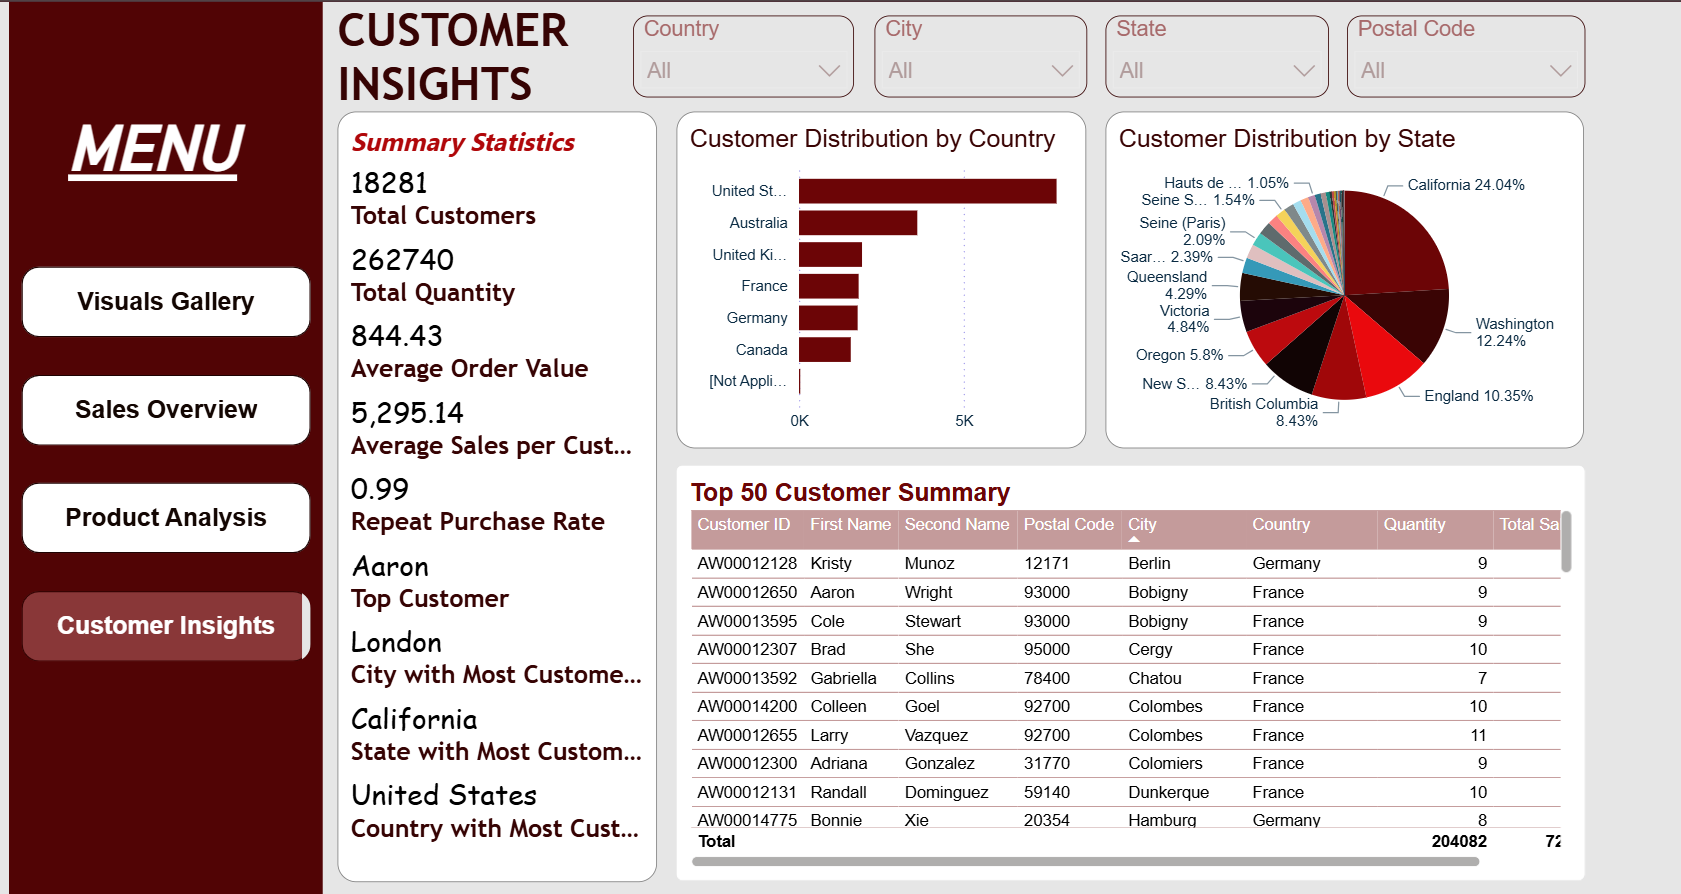 MENU
Visuals Gallery
Sales Overview
Product Analysis
Customer Insights
CUSTOMER
INSIGHTS
Country
All
City
All
State
All
Postal Code
All
Summary Statistics
18281
Total Customers
262740
Total Quantity
844.43
Average Order Value
5,295.14
Average Sales per Cust...
0.99
Repeat Purchase Rate
Aaron
Top Customer
London
City with Most Custome...
California
State with Most Custom...
United States
Country with Most Cust...
Customer Distribution by Country
United St...
Australia
United Ki...
France
Germany
Canada
[Not Appli...
0K 5K
Customer Distribution by State
Hauts de ... 1.05%
Seine S... 1.54%
Seine (Paris)
2.09%
Saar... 2.39%
Queensland
4.29%
Victoria
4.84%
Oregon 5.8%
New S... 8.43%
British Columbia
8.43%
California 24.04%
Washington
12.24%
England 10.35%
Top 50 Customer Summary
Customer ID First Name Second Name Postal Code City Country Quantity Total Sa
AW00012128 Kristy Munoz 12171 Berlin Germany 9
AW00012650 Aaron Wright 93000 Bobigny France 9
AW00013595 Cole Stewart 93000 Bobigny France 9
AW00012307 Brad She 95000 Cergy France 10
AW00013592 Gabriella Collins 78400 Chatou France 7
AW00014200 Colleen Goel 92700 Colombes France 10
AW00012655 Larry Vazquez 92700 Colombes France 11
AW00012300 Adriana Gonzalez 31770 Colomiers France 9
AW00012131 Randall Dominguez 59140 Dunkerque France 10
AW00014775 Bonnie Xie 20354 Hamburg Germany 8
Total 204082 72